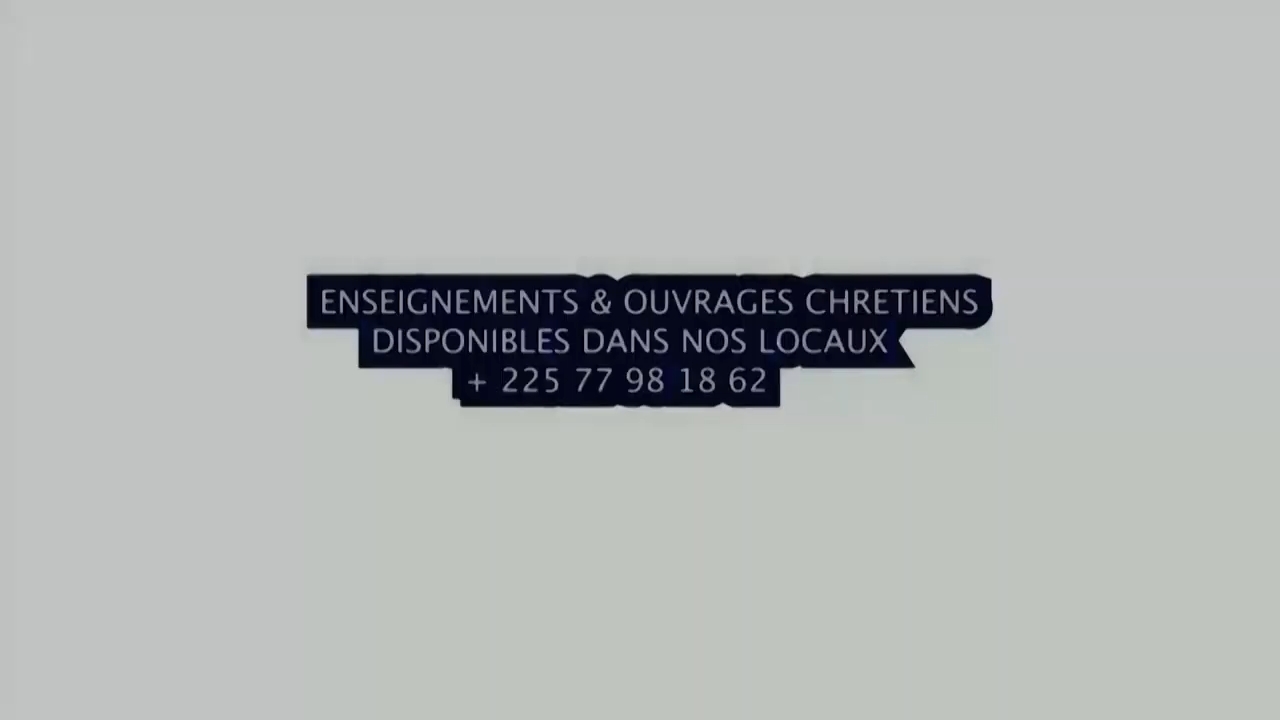 ENSEIGNEMENTS & OUVRAGES CHRETIENS
DISPONIBLES DANS NOS LOCAUX
+ 225 77 98 18 62